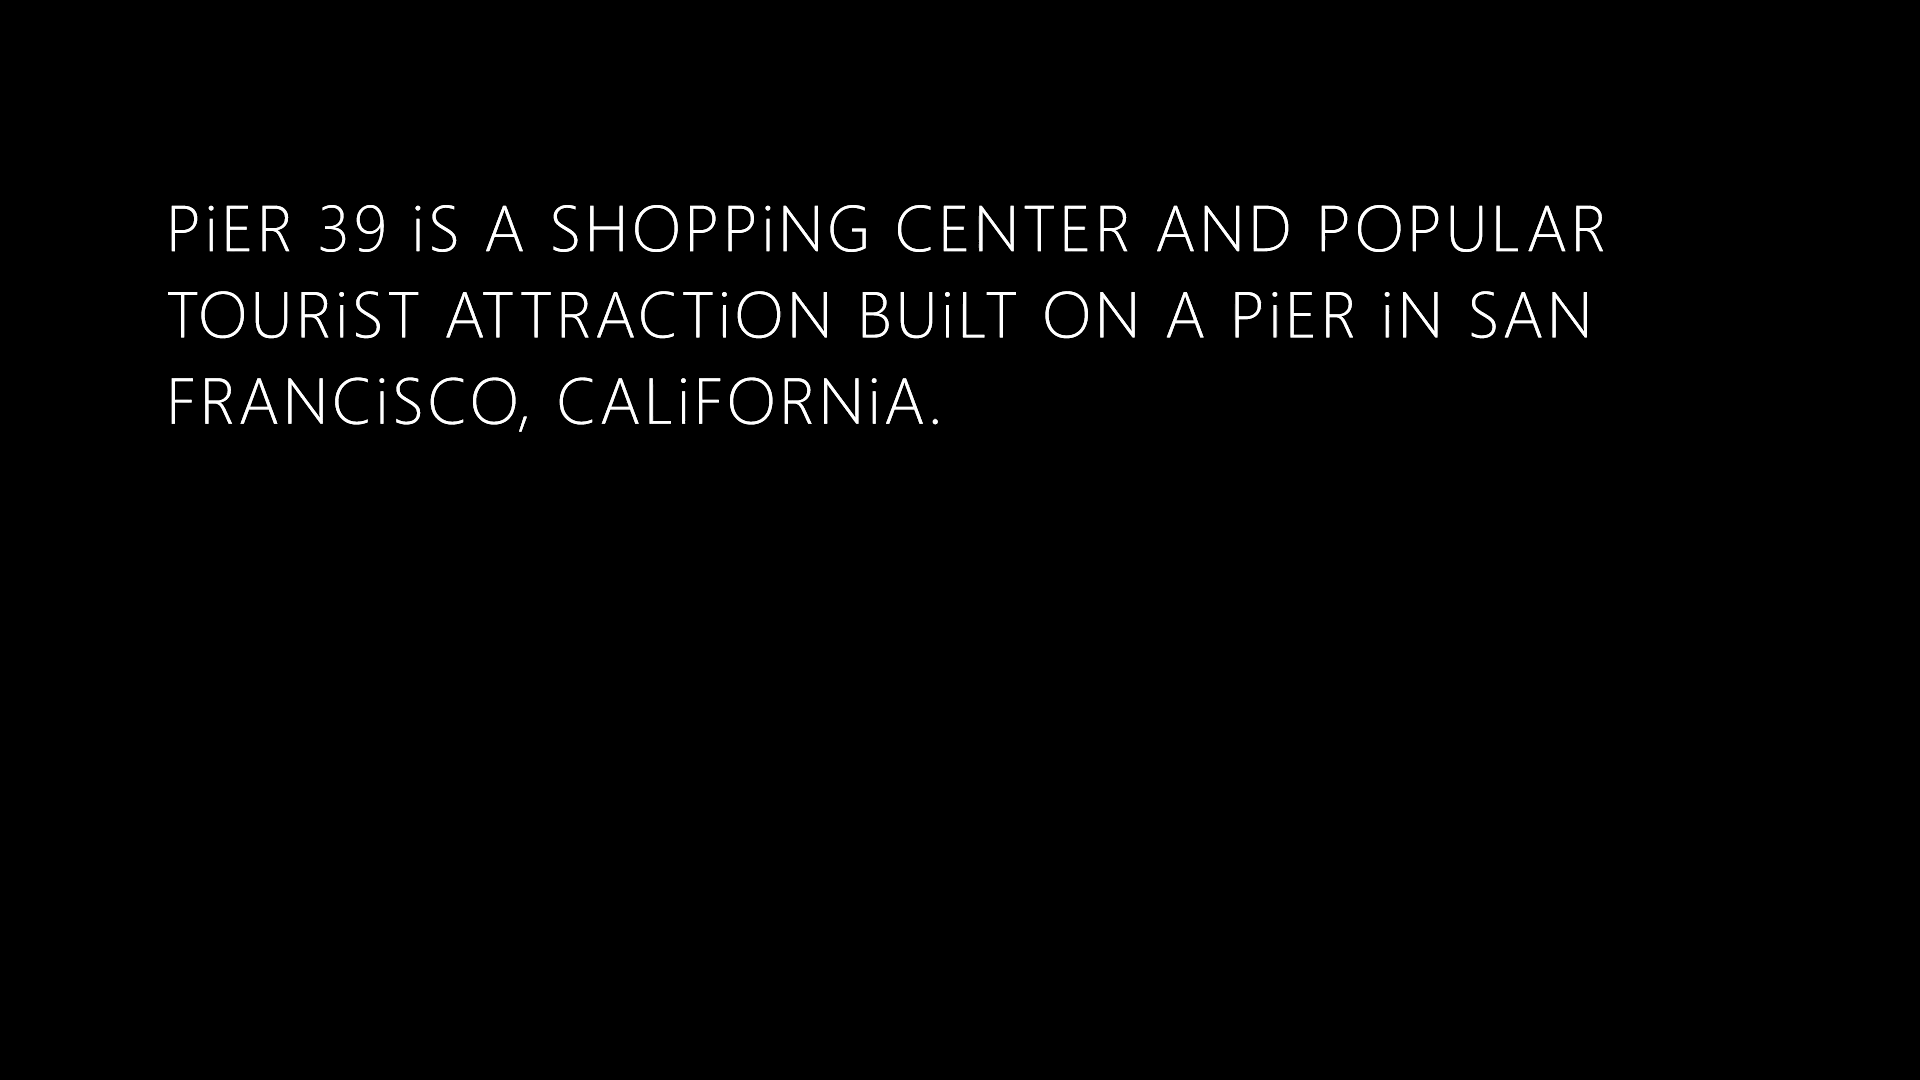 PiER 39 iS A SHOPPiNG CENTER AND POPULAR
TOURiST ATTRACTiON BUiLT ON A PiER iN SAN
FRANCiSCO, CALiFORNiA.